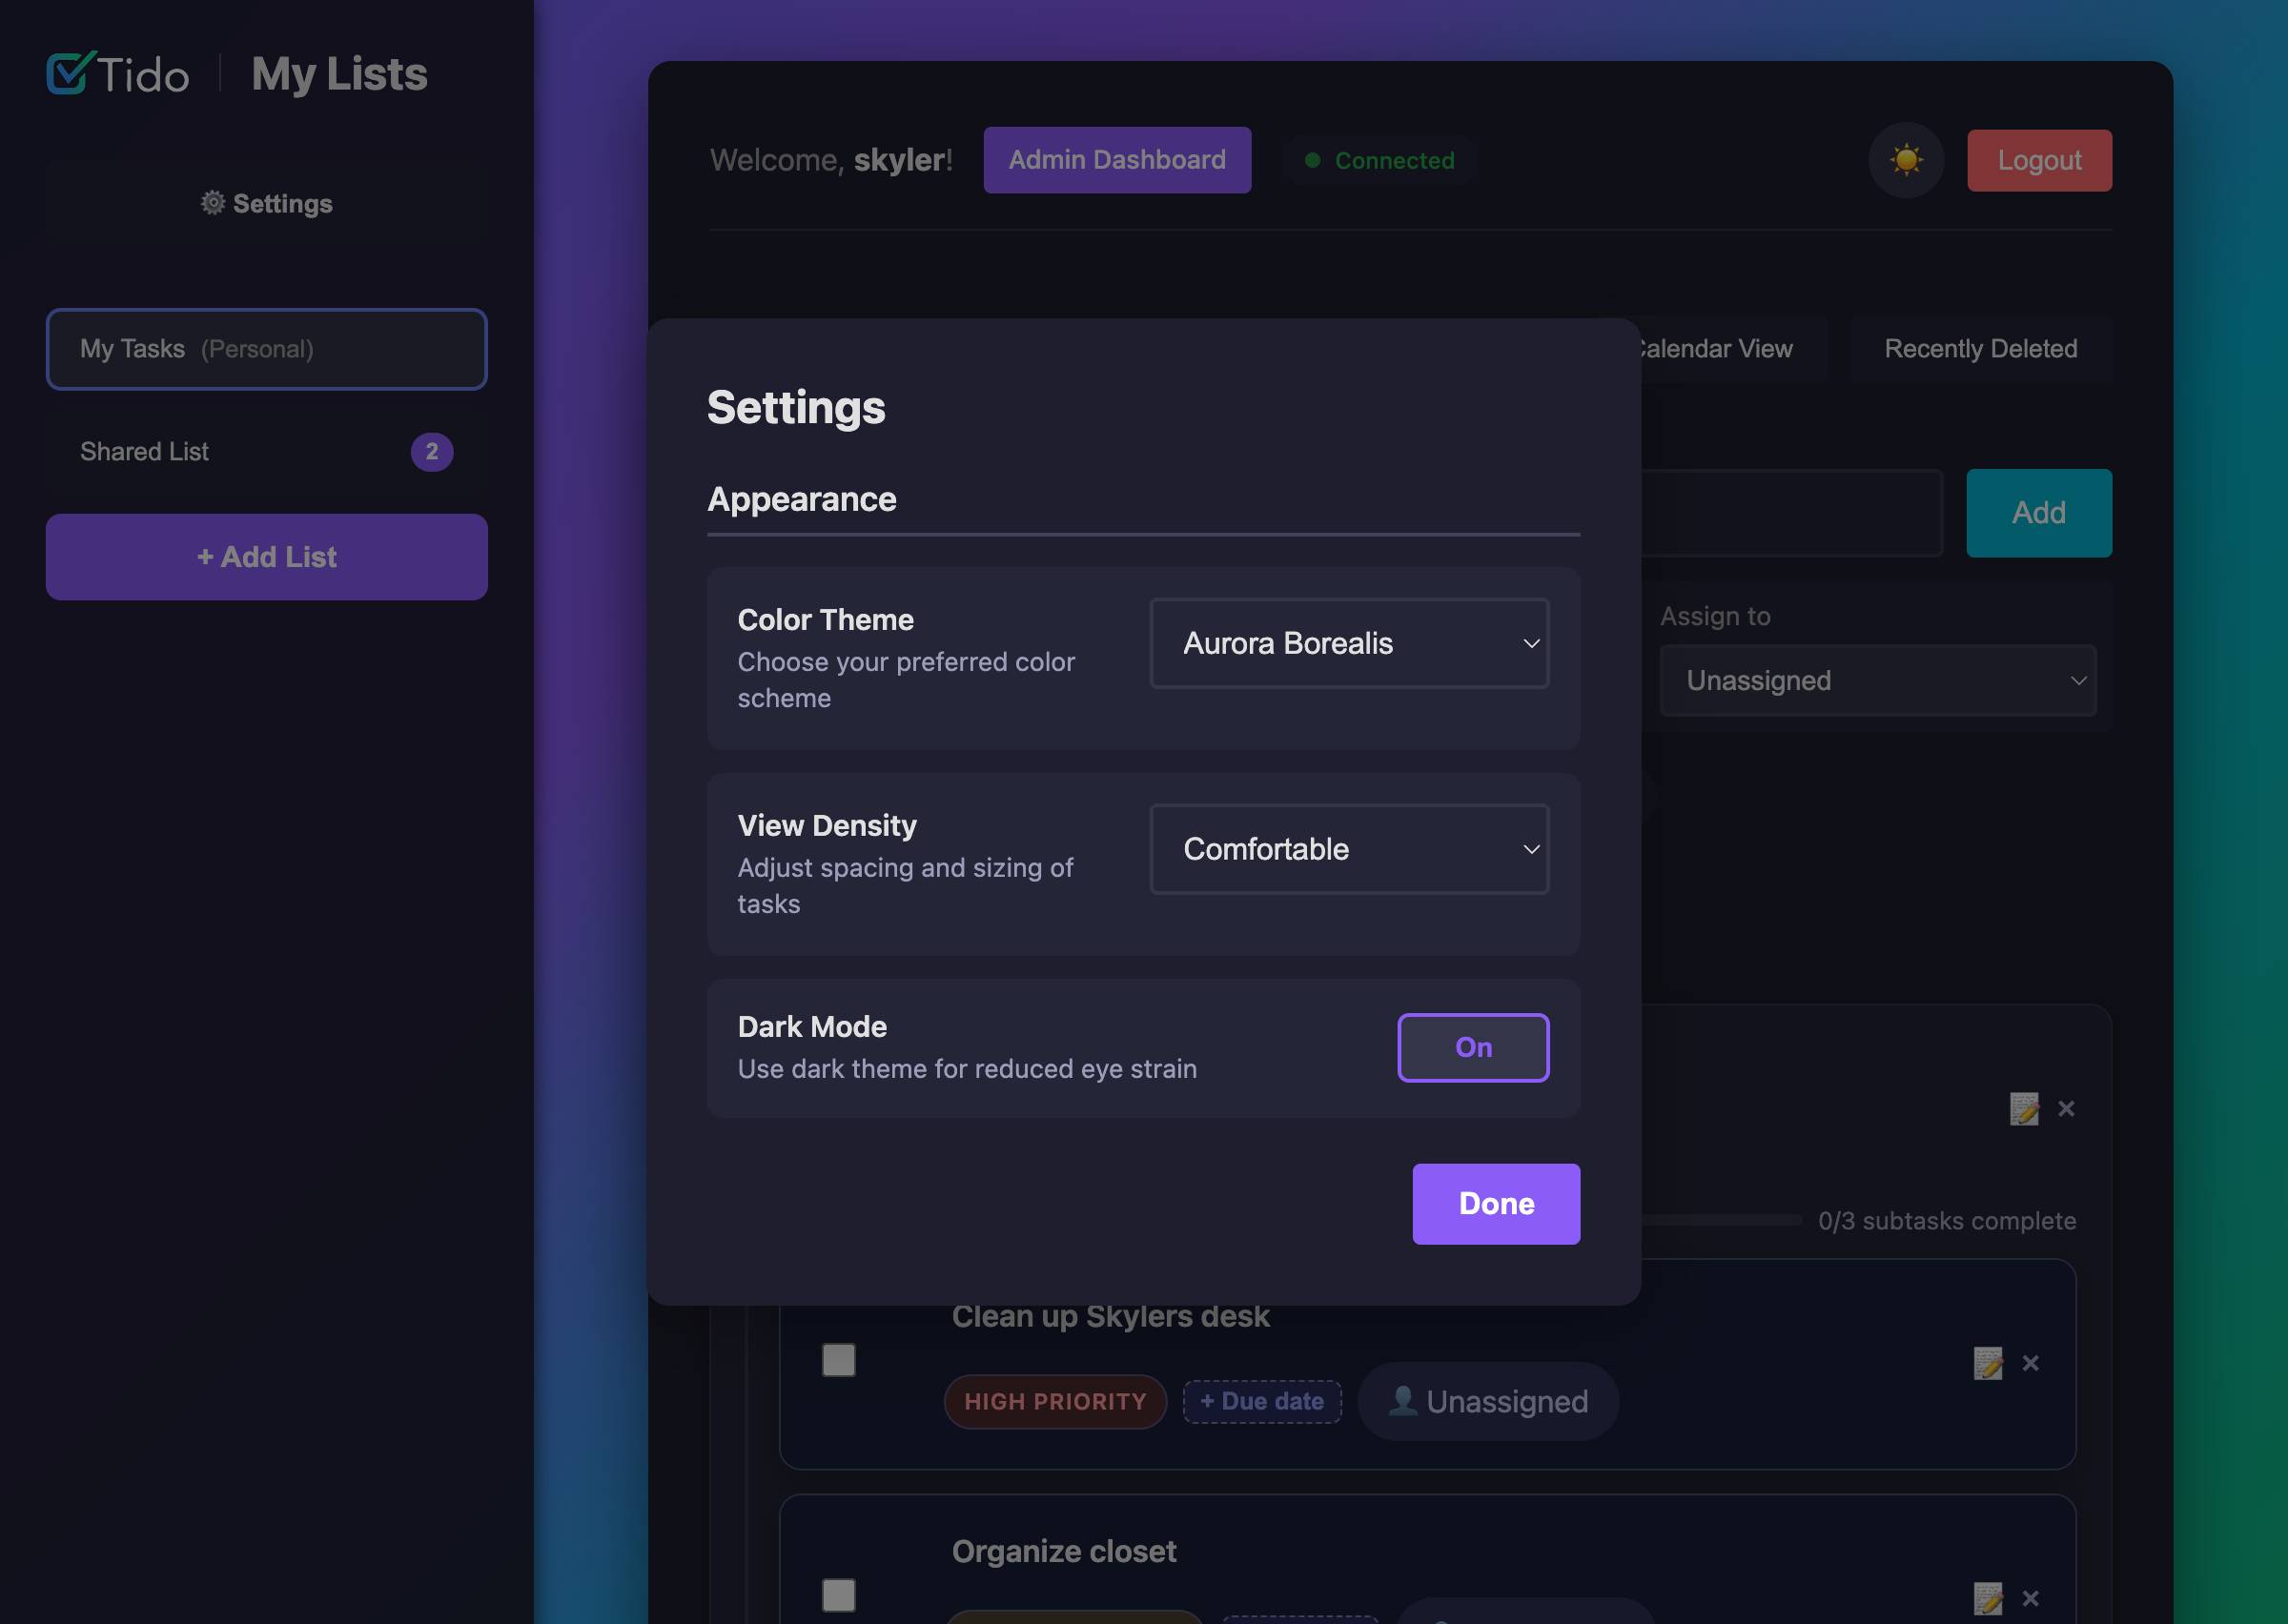 Tido
My Lists
⚙ Settings
My Tasks (Personal)
Shared List 2
+ Add List
Welcome, skyler!
Admin Dashboard
Connected
Logout
Calendar View
Recently Deleted
Add
Assign to
Unassigned
Settings
Appearance
Color Theme
Choose your preferred color
scheme
Aurora Borealis
View Density
Adjust spacing and sizing of
tasks
Comfortable
Dark Mode
Use dark theme for reduced eye strain
On
Done
0/3 subtasks complete
Clean up Skylers desk
HIGH PRIORITY
+ Due date
Unassigned
Organize closet